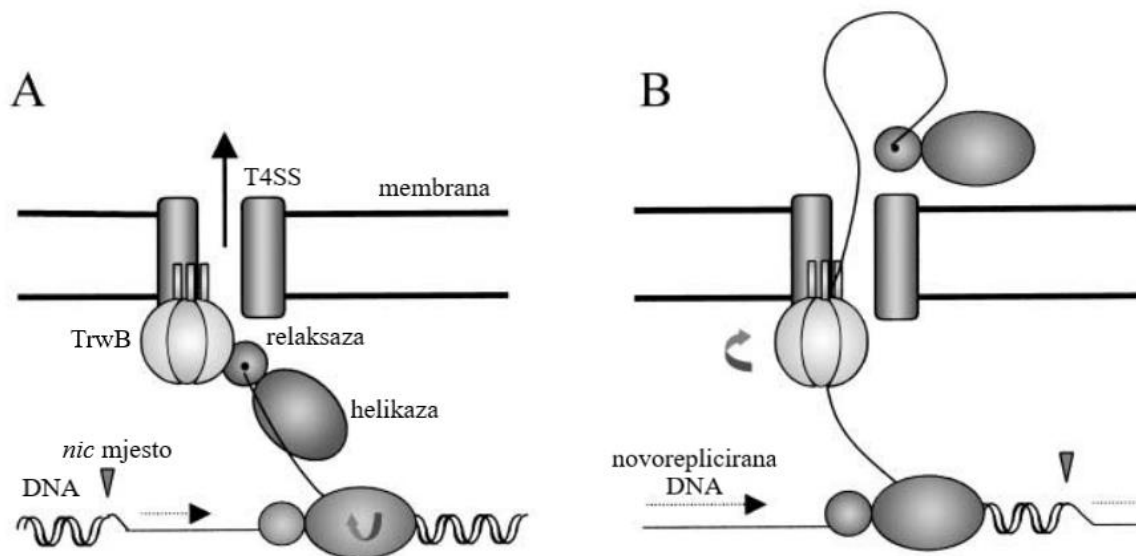 A
T4SS
membrana
TrwB
relaksaza
helikaza
nic mjesto
DNA
B
novoreplicirana
DNA